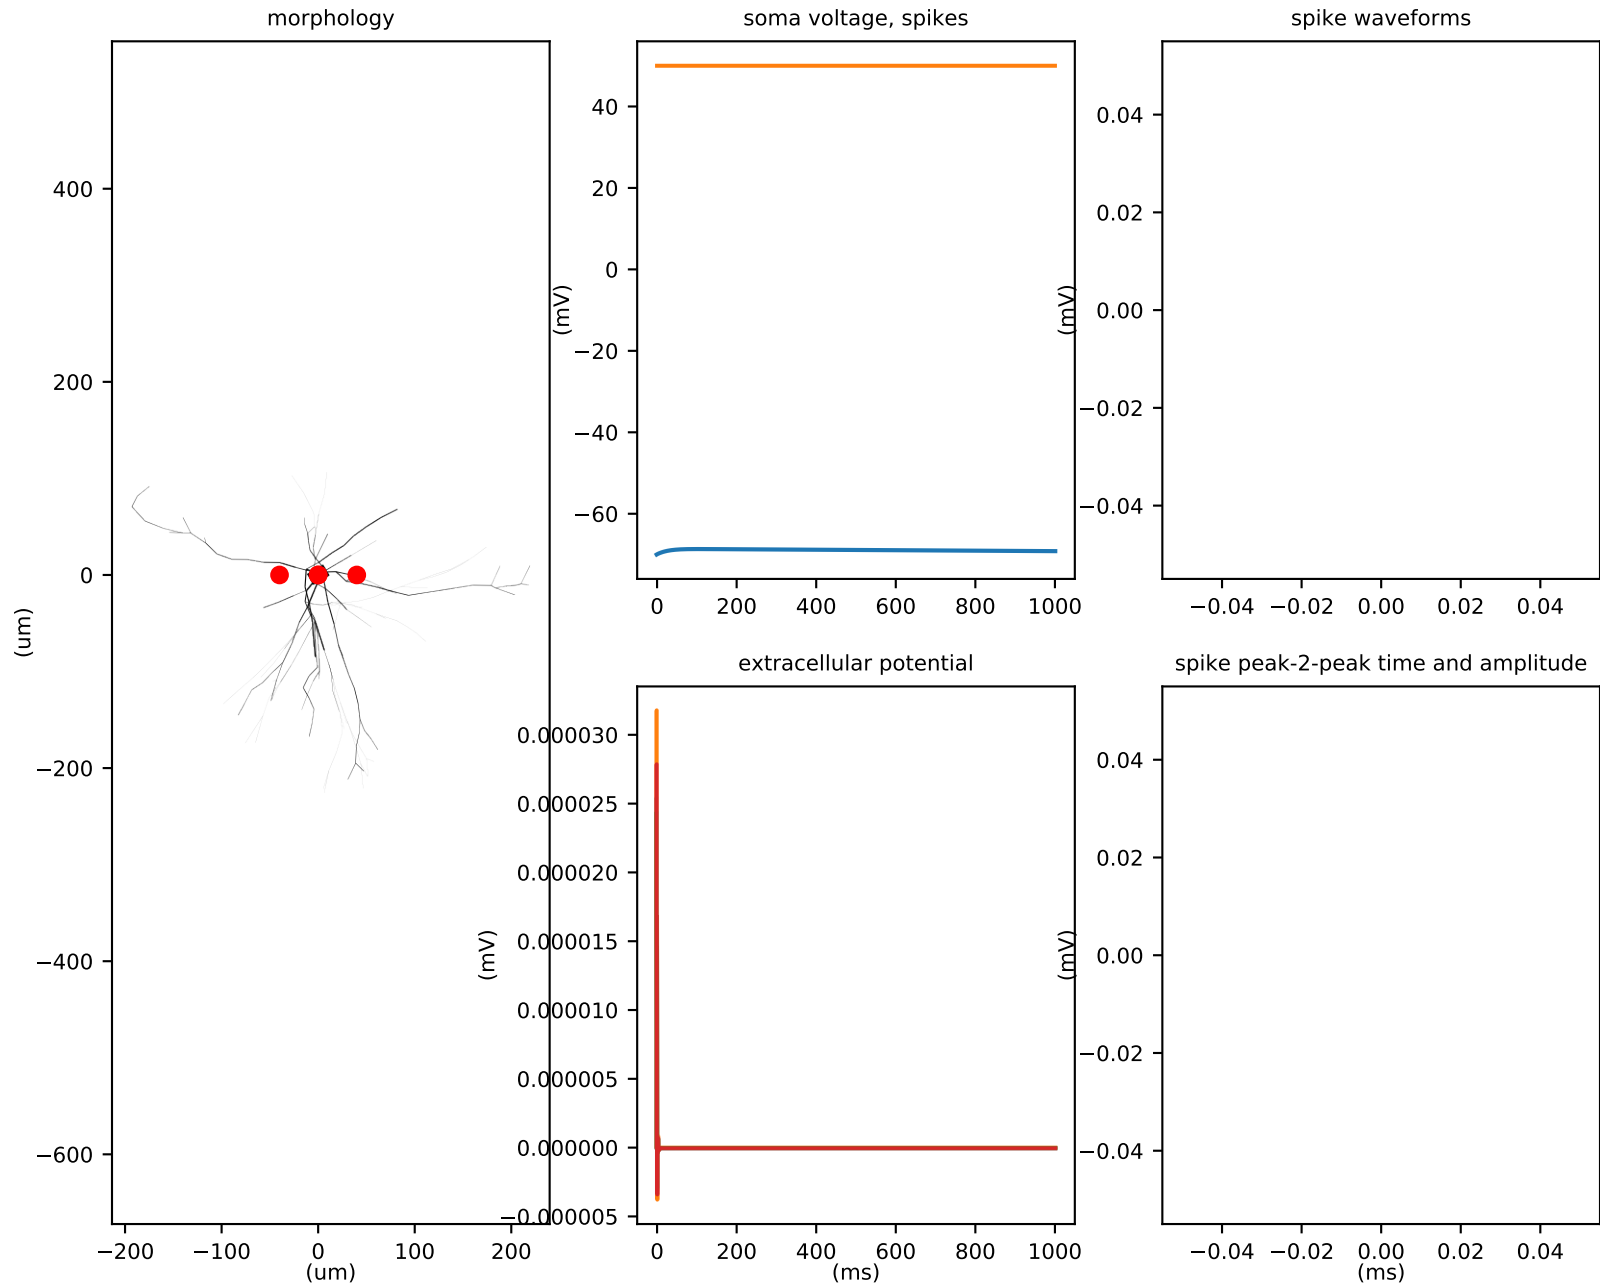 morphology
400
200
0
−200
−400
−600
(um)
−200 −100 0 100 200
(um)
soma voltage, spikes
40
20
0
−20
−40
−60
(mV)
0 200 400 600 800 1000
spike waveforms
0.04
0.02
0.00
−0.02
−0.04
(mV)
−0.04 −0.02 0.00 0.02 0.04
extracellular potential
0.000030
0.000025
0.000020
0.000015
0.000010
0.000005
0.000000
−0.000005
(mV)
0 200 400 600 800 1000
(ms)
spike peak-2-peak time and amplitude
0.04
0.02
0.00
−0.02
−0.04
(mV)
−0.04 −0.02 0.00 0.02 0.04
(ms)